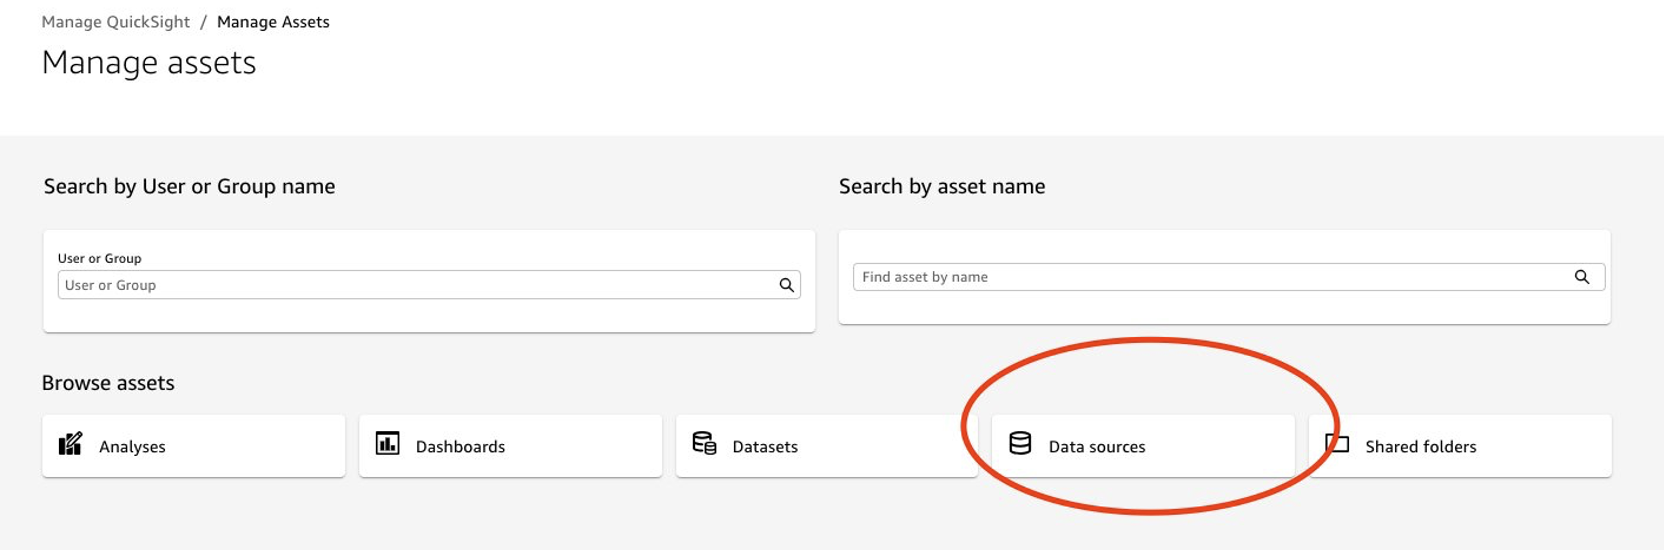 Manage QuickSight / Manage Assets
Manage assets
Search by User or Group name
User or Group
User or Group
Search by asset name
Find asset by name
Browse assets
Analyses
Dashboards
Datasets
Data sources
Shared folders